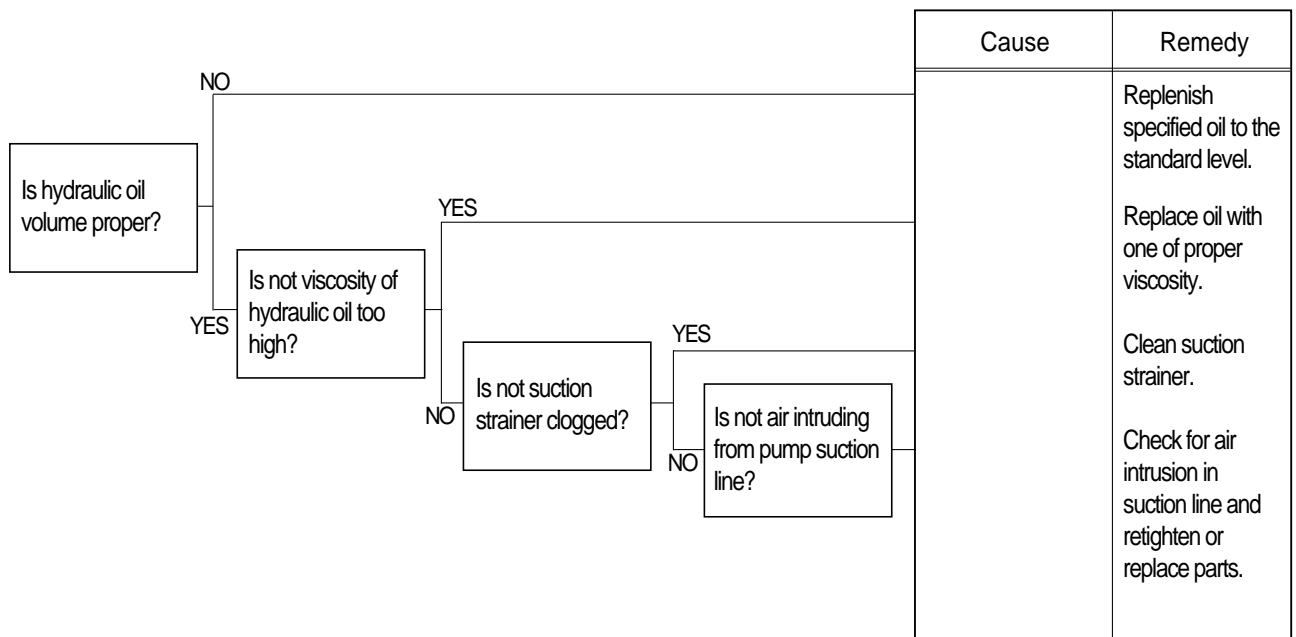 Cause
Remedy
NO
Is hydraulic oil
volume proper?
YES
Is not viscosity of
hydraulic oil too
high?
YES
NO
Is not suction
strainer clogged?
YES
NO
Is not air intruding
from pump suction
line?
Replenish
specified oil to the
standard level.
Replace oil with
one of proper
viscosity.
Clean suction
strainer.
Check for air
intrusion in
suction line and
retighten or
replace parts.